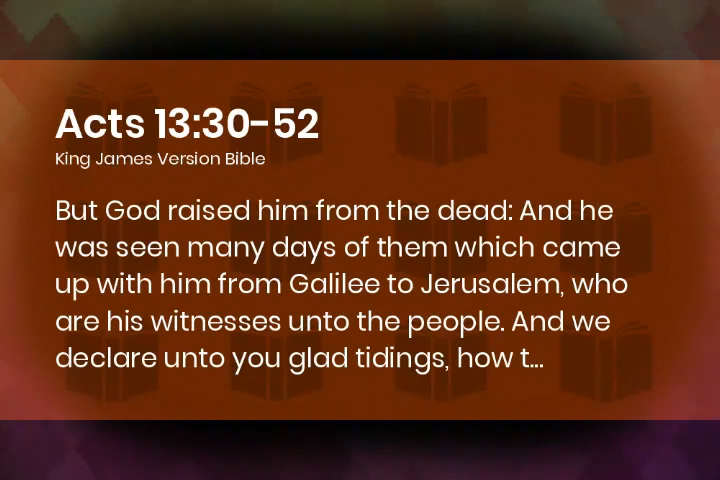 Acts 13:30-52
King James Version Bible
But God raised him from the dead: And he
was seen many days of them which came
up with him from Galilee to Jerusalem, who
are his witnesses unto the people. And we
declare unto you glad tidings, how t...